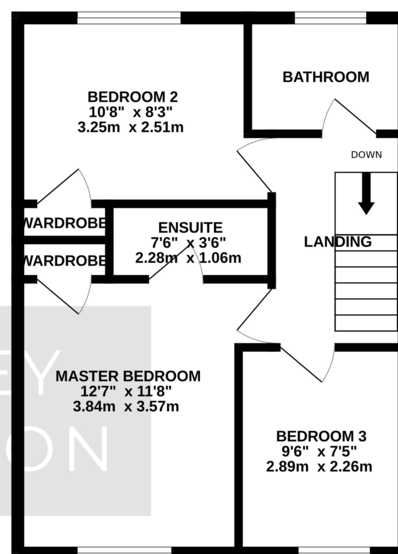 BATHROOM
BEDROOM 2
10'8" x 8'3"
3.25m x 2.51m
DOWN
WARDROBE
ENSUITE
7'6" x 3'6"
2.28m x 1.06m
LANDING
WARDROBE
MASTER BEDROOM
12'7" x 11'8"
3.84m x 3.57m
EY
ON
BEDROOM 3
9'6" x 7'5"
2.89m x 2.26m